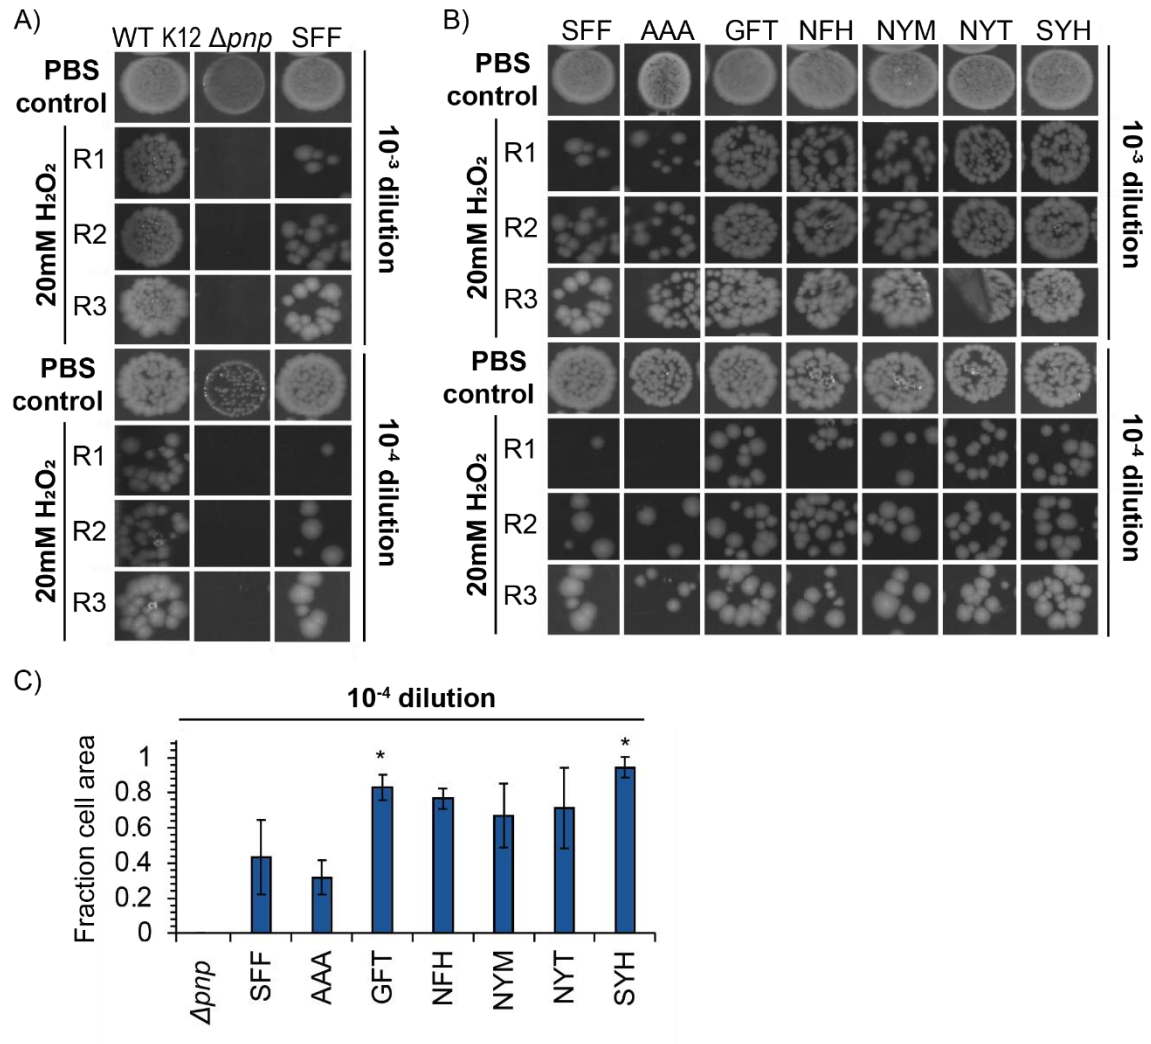 A)
WT K12 Δpnp SFF
PBS
control
20mM H₂O₂
R1
R2
R3
10⁻³ dilution
PBS
control
20mM H₂O₂
R1
R2
R3
10⁻⁴ dilution
B)
SFF AAA GFT NFH NYM NYT SYH
PBS
control
20mM H₂O₂
R1
R2
R3
10⁻³ dilution
PBS
control
20mM H₂O₂
R1
R2
R3
10⁻⁴ dilution
C)
10⁻⁴ dilution
Fraction cell area
1
0.8
0.6
0.4
0.2
0
* *
Δpnp SFF AAA GFT NFH NYM NYT SYH